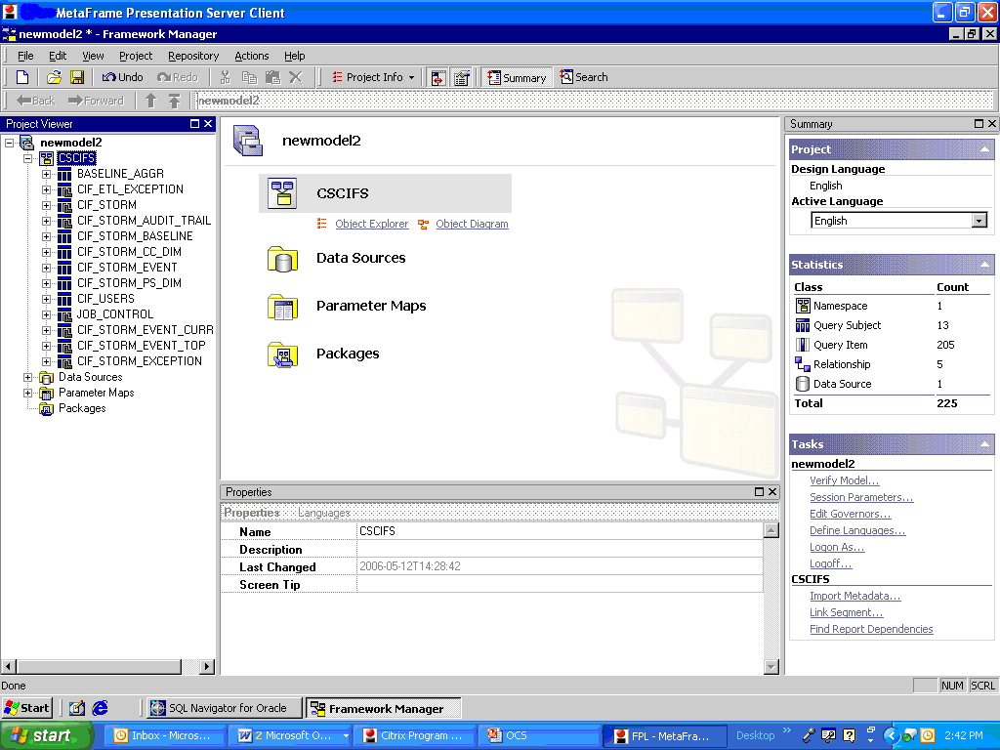 MetaFrame Presentation Server Client
newmodel2 * - Framework Manager
File Edit View Project Repository Actions Help
Undo Redo Project Info Summary Search
Back Forward newmodel2
Project Viewer
newmodel2
CSCIFS
BASELINE_AGGR
CIF_ETL_EXCEPTION
CIF_STORM
CIF_STORM_AUDIT_TRAIL
CIF_STORM_BASELINE
CIF_STORM_CC_DIM
CIF_STORM_EVENT
CIF_STORM_PS_DIM
CIF_USERS
JOB_CONTROL
CIF_STORM_EVENT_CURR
CIF_STORM_EVENT_TOP
CIF_STORM_EXCEPTION
Data Sources
Parameter Maps
Packages
newmodel2
CSCIFS
Object Explorer Object Diagram
Data Sources
Parameter Maps
Packages
Properties
Properties Languages
Name CSCIFS
Description
Last Changed 2006-05-12T14:28:42
Screen Tip
Summary
Project
Design Language
English
Active Language
English
Statistics
Class Count
Namespace 1
Query Subject 13
Query Item 205
Relationship 5
Data Source 1
Total 225
Tasks
newmodel2
Verify Model...
Session Parameters...
Edit Governors...
Define Languages...
Logon As...
Logoff...
CSCIFS
Import Metadata...
Link Segment...
Find Report Dependencies
Done NUM SCRL
Start SQL Navigator for Oracle Framework Manager
start Inbox - Micros... 2 Microsoft O... Citrix Program ... OCS FPL - MetaFra... Desktop » 2:42 PM